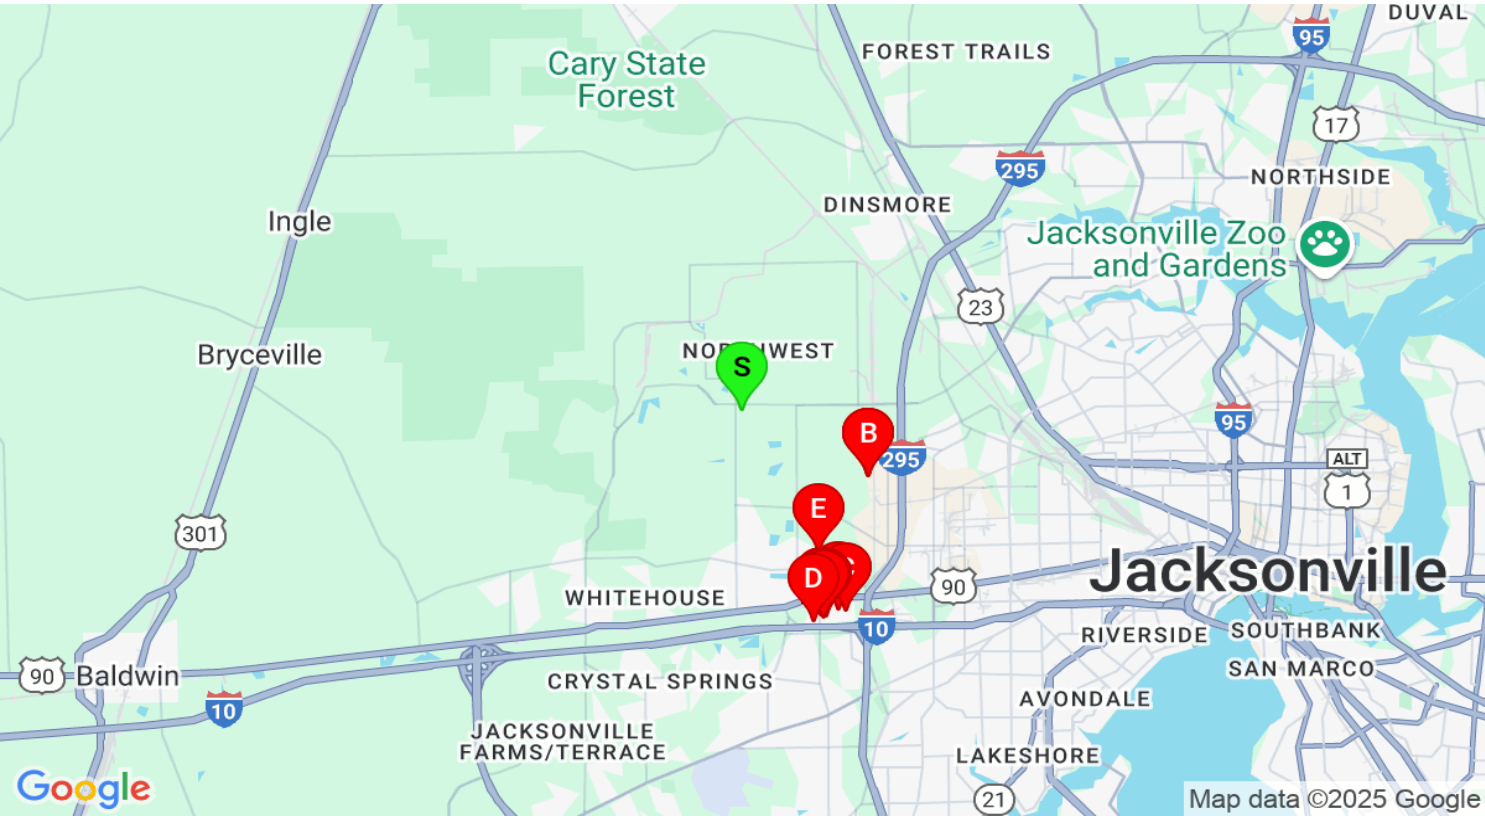 DUVAL
95
FOREST TRAILS
Cary State
Forest
17
295
NORTHSIDE
DINSMORE
Ingle
Jacksonville Zoo
and Gardens
23
NORTHWEST
Bryceville
S
95
B
295
ALT
1
E
301
C
D
90
Jacksonville
WHITEHOUSE
10
RIVERSIDE
SOUTHBANK
90
Baldwin
CRYSTAL SPRINGS
SAN MARCO
10
AVONDALE
JACKSONVILLE
FARMS/TERRACE
LAKESHORE
Google
21
Map data ©2025 Google